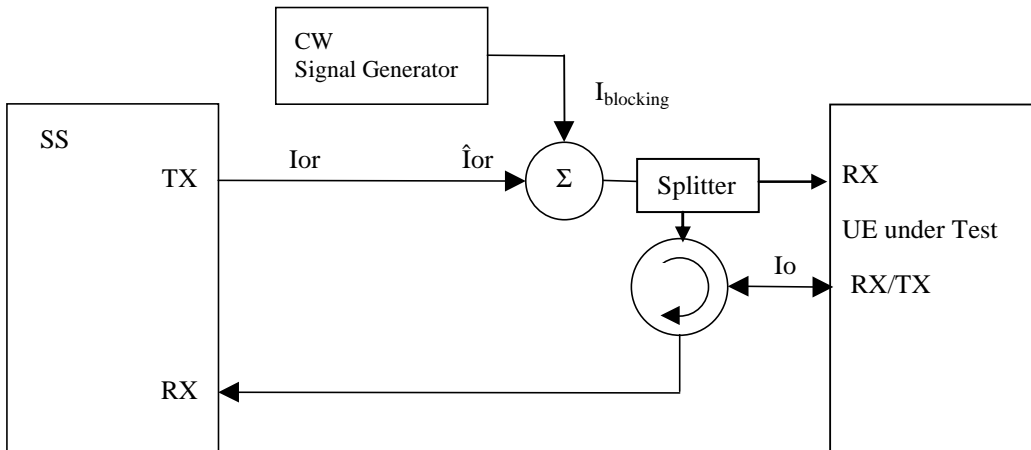 CW
Signal Generator
I_blocking
SS
TX
Ior
Îor
Σ
Splitter
RX
UE under Test
Io
RX/TX
RX